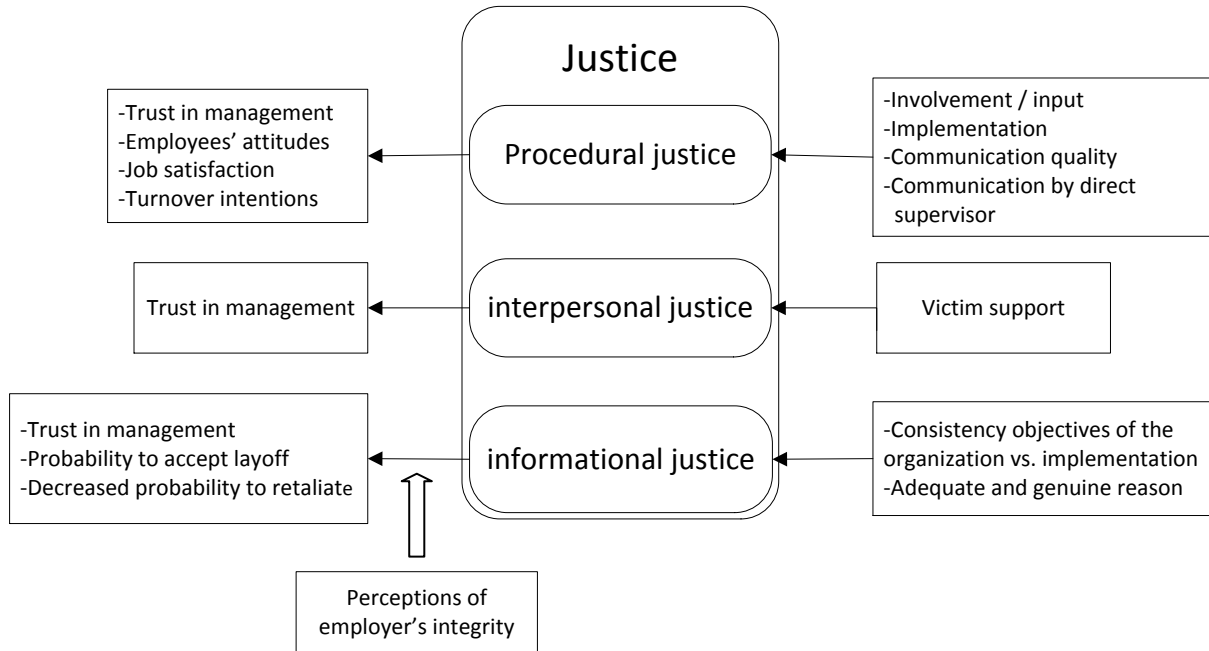 Justice
-Trust in management
-Employees’ attitudes
-Job satisfaction
-Turnover intentions
Procedural justice
-Involvement / input
-Implementation
-Communication quality
-Communication by direct
supervisor
Trust in management
interpersonal justice
Victim support
-Trust in management
-Probability to accept layoff
-Decreased probability to retaliate
informational justice
-Consistency objectives of the
organization vs. implementation
-Adequate and genuine reason
Perceptions of
employer’s integrity